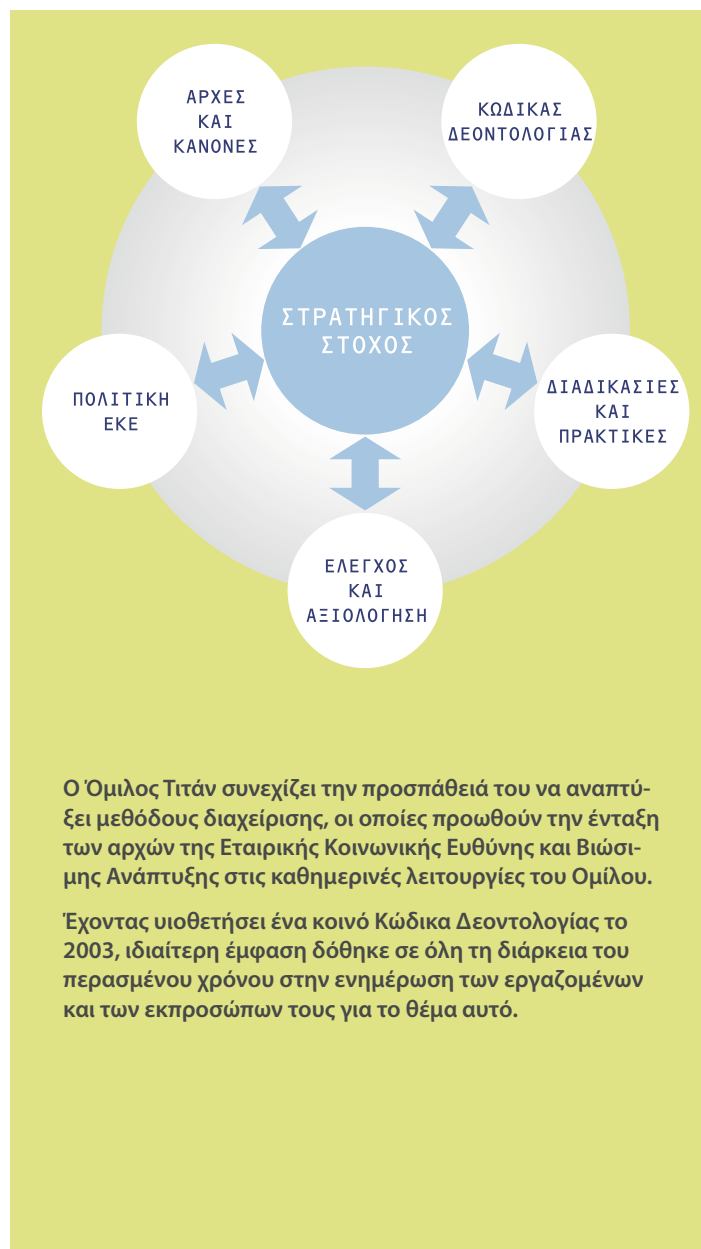 ΑΡΧΕΣ
ΚΑΙ
ΚΑΝΟΝΕΣ
ΚΩΔΙΚΑΣ
ΔΕΟΝΤΟΛΟΓΙΑΣ
ΣΤΡΑΤΗΓΙΚΟΣ
ΣΤΟΧΟΣ
ΠΟΛΙΤΙΚΗ
ΕΚΕ
ΔΙΑΔΙΚΑΣΙΕΣ
ΚΑΙ
ΠΡΑΚΤΙΚΕΣ
ΕΛΕΓΧΟΣ
ΚΑΙ
ΑΞΙΟΛΟΓΗΣΗ
Ο Όμιλος Τιτάν συνεχίζει την προσπάθειά του να αναπτύ-
ξει μεθόδους διαχείρισης, οι οποίες προωθούν την ένταξη
των αρχών της Εταιρικής Κοινωνικής Ευθύνης και Βιώσι-
μης Ανάπτυξης στις καθημερινές λειτουργίες του Ομίλου.
Έχοντας υιοθετήσει ένα κοινό Κώδικα Δεοντολογίας το
2003, ιδιαίτερη έμφαση δόθηκε σε όλη τη διάρκεια του
περασμένου χρόνου στην ενημέρωση των εργαζομένων
και των εκπροσώπων τους για το θέμα αυτό.